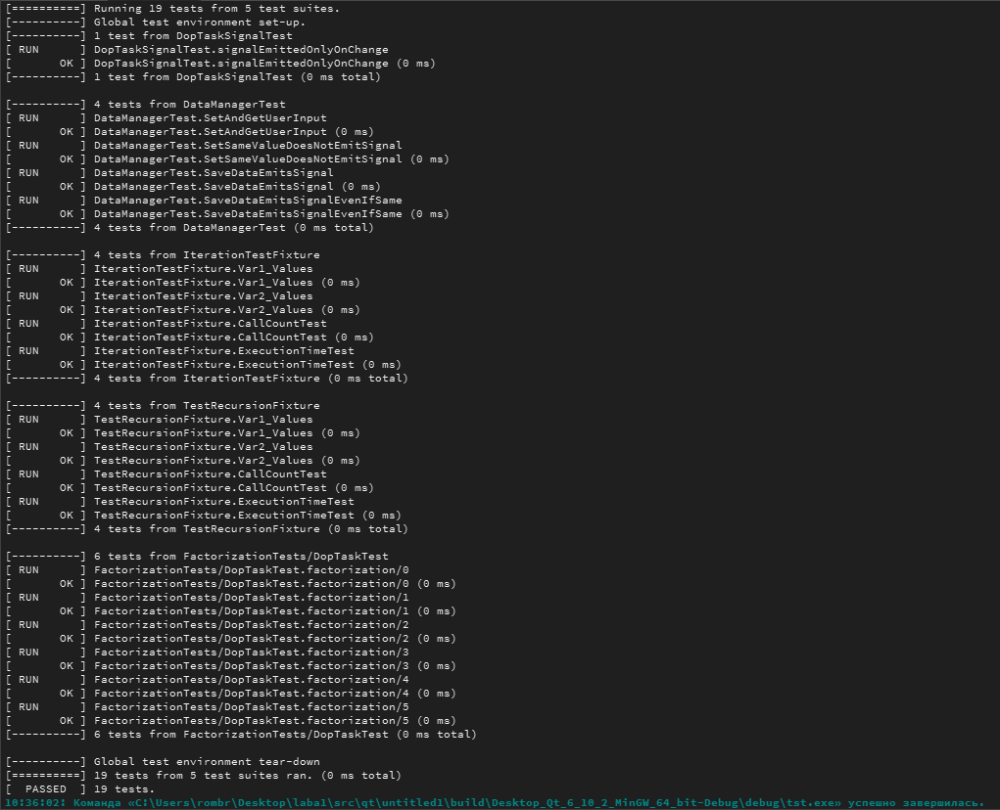 [==========] Running 19 tests from 5 test suites.
[----------] Global test environment set-up.
[----------] 1 test from DopTaskSignalTest
[ RUN      ] DopTaskSignalTest.signalEmittedOnlyOnChange
[       OK ] DopTaskSignalTest.signalEmittedOnlyOnChange (0 ms)
[----------] 1 test from DopTaskSignalTest (0 ms total)

[----------] 4 tests from DataManagerTest
[ RUN      ] DataManagerTest.SetAndGetUserInput
[       OK ] DataManagerTest.SetAndGetUserInput (0 ms)
[ RUN      ] DataManagerTest.SetSameValueDoesNotEmitSignal
[       OK ] DataManagerTest.SetSameValueDoesNotEmitSignal (0 ms)
[ RUN      ] DataManagerTest.SaveDataEmitsSignal
[       OK ] DataManagerTest.SaveDataEmitsSignal (0 ms)
[ RUN      ] DataManagerTest.SaveDataEmitsSignalEvenIfSame
[       OK ] DataManagerTest.SaveDataEmitsSignalEvenIfSame (0 ms)
[----------] 4 tests from DataManagerTest (0 ms total)

[----------] 4 tests from IterationTestFixture
[ RUN      ] IterationTestFixture.Var1_Values
[       OK ] IterationTestFixture.Var1_Values (0 ms)
[ RUN      ] IterationTestFixture.Var2_Values
[       OK ] IterationTestFixture.Var2_Values (0 ms)
[ RUN      ] IterationTestFixture.CallCountTest
[       OK ] IterationTestFixture.CallCountTest (0 ms)
[ RUN      ] IterationTestFixture.ExecutionTimeTest
[       OK ] IterationTestFixture.ExecutionTimeTest (0 ms)
[----------] 4 tests from IterationTestFixture (0 ms total)

[----------] 4 tests from TestRecursionFixture
[ RUN      ] TestRecursionFixture.Var1_Values
[       OK ] TestRecursionFixture.Var1_Values (0 ms)
[ RUN      ] TestRecursionFixture.Var2_Values
[       OK ] TestRecursionFixture.Var2_Values (0 ms)
[ RUN      ] TestRecursionFixture.CallCountTest
[       OK ] TestRecursionFixture.CallCountTest (0 ms)
[ RUN      ] TestRecursionFixture.ExecutionTimeTest
[       OK ] TestRecursionFixture.ExecutionTimeTest (0 ms)
[----------] 4 tests from TestRecursionFixture (0 ms total)

[----------] 6 tests from FactorizationTests/DopTaskTest
[ RUN      ] FactorizationTests/DopTaskTest.factorization/0
[       OK ] FactorizationTests/DopTaskTest.factorization/0 (0 ms)
[ RUN      ] FactorizationTests/DopTaskTest.factorization/1
[       OK ] FactorizationTests/DopTaskTest.factorization/1 (0 ms)
[ RUN      ] FactorizationTests/DopTaskTest.factorization/2
[       OK ] FactorizationTests/DopTaskTest.factorization/2 (0 ms)
[ RUN      ] FactorizationTests/DopTaskTest.factorization/3
[       OK ] FactorizationTests/DopTaskTest.factorization/3 (0 ms)
[ RUN      ] FactorizationTests/DopTaskTest.factorization/4
[       OK ] FactorizationTests/DopTaskTest.factorization/4 (0 ms)
[ RUN      ] FactorizationTests/DopTaskTest.factorization/5
[       OK ] FactorizationTests/DopTaskTest.factorization/5 (0 ms)
[----------] 6 tests from FactorizationTests/DopTaskTest (0 ms total)

[----------] Global test environment tear-down
[==========] 19 tests from 5 test suites ran. (0 ms total)
[  PASSED  ] 19 tests.
10:36:02: Команда «C:\Users\rombr\Desktop\laba1\src\qt\untitled1\build\Desktop_Qt_6_10_2_MinGW_64_bit-Debug\debug\tst.exe» успешно завершилась.